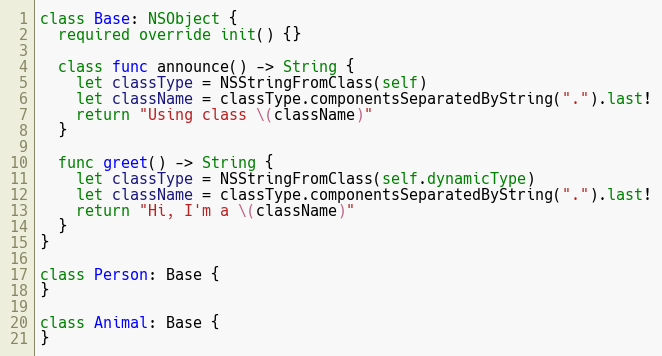 1 class Base: NSObject {
2   required override init() {}
3
4   class func announce() -> String {
5     let classType = NSStringFromClass(self)
6     let className = classType.componentsSeparatedByString(".").last!
7     return "Using class \(className)"
8   }
9
10   func greet() -> String {
11     let classType = NSStringFromClass(self.dynamicType)
12     let className = classType.componentsSeparatedByString(".").last!
13     return "Hi, I'm a \(className)"
14   }
15 }
16
17 class Person: Base {
18 }
19
20 class Animal: Base {
21 }